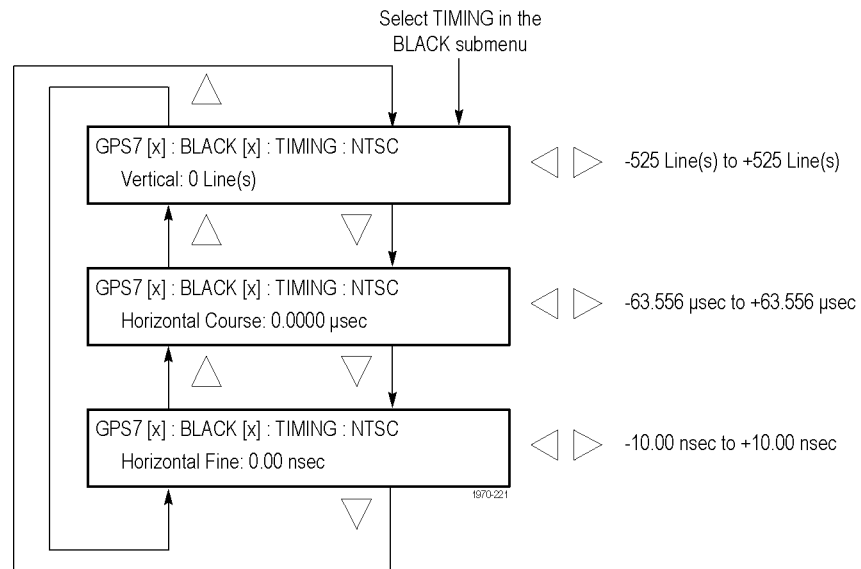 Select TIMING in the
BLACK submenu
GPS7 [x] : BLACK [x] : TIMING : NTSC
Vertical: 0 Line(s)
-525 Line(s) to +525 Line(s)
GPS7 [x] : BLACK [x] : TIMING : NTSC
Horizontal Course: 0.0000 µsec
-63.556 µsec to +63.556 µsec
GPS7 [x] : BLACK [x] : TIMING : NTSC
Horizontal Fine: 0.00 nsec
-10.00 nsec to +10.00 nsec
1970-221